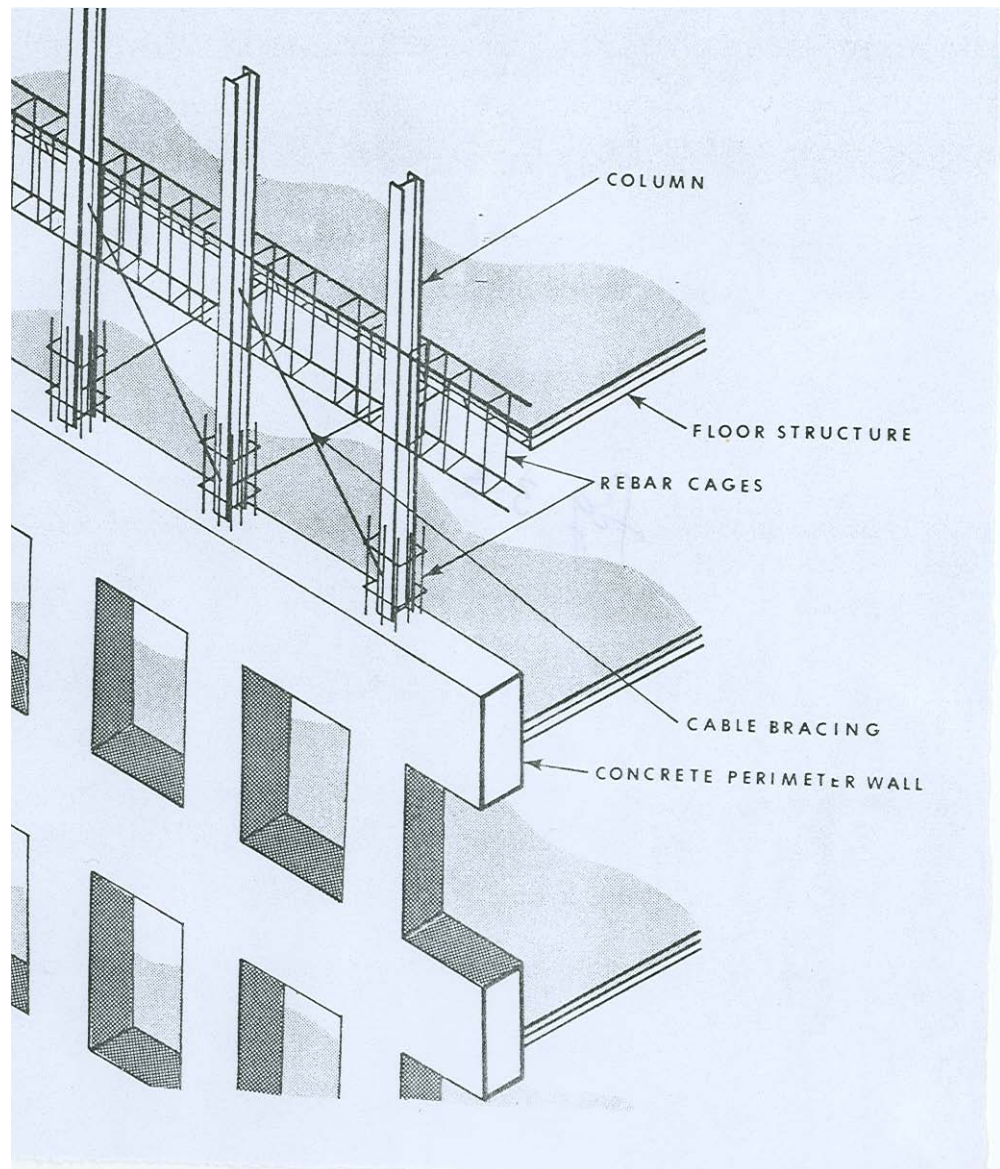 COLUMN
FLOOR STRUCTURE
REBAR CAGES
CABLE BRACING
CONCRETE PERIMETER WALL